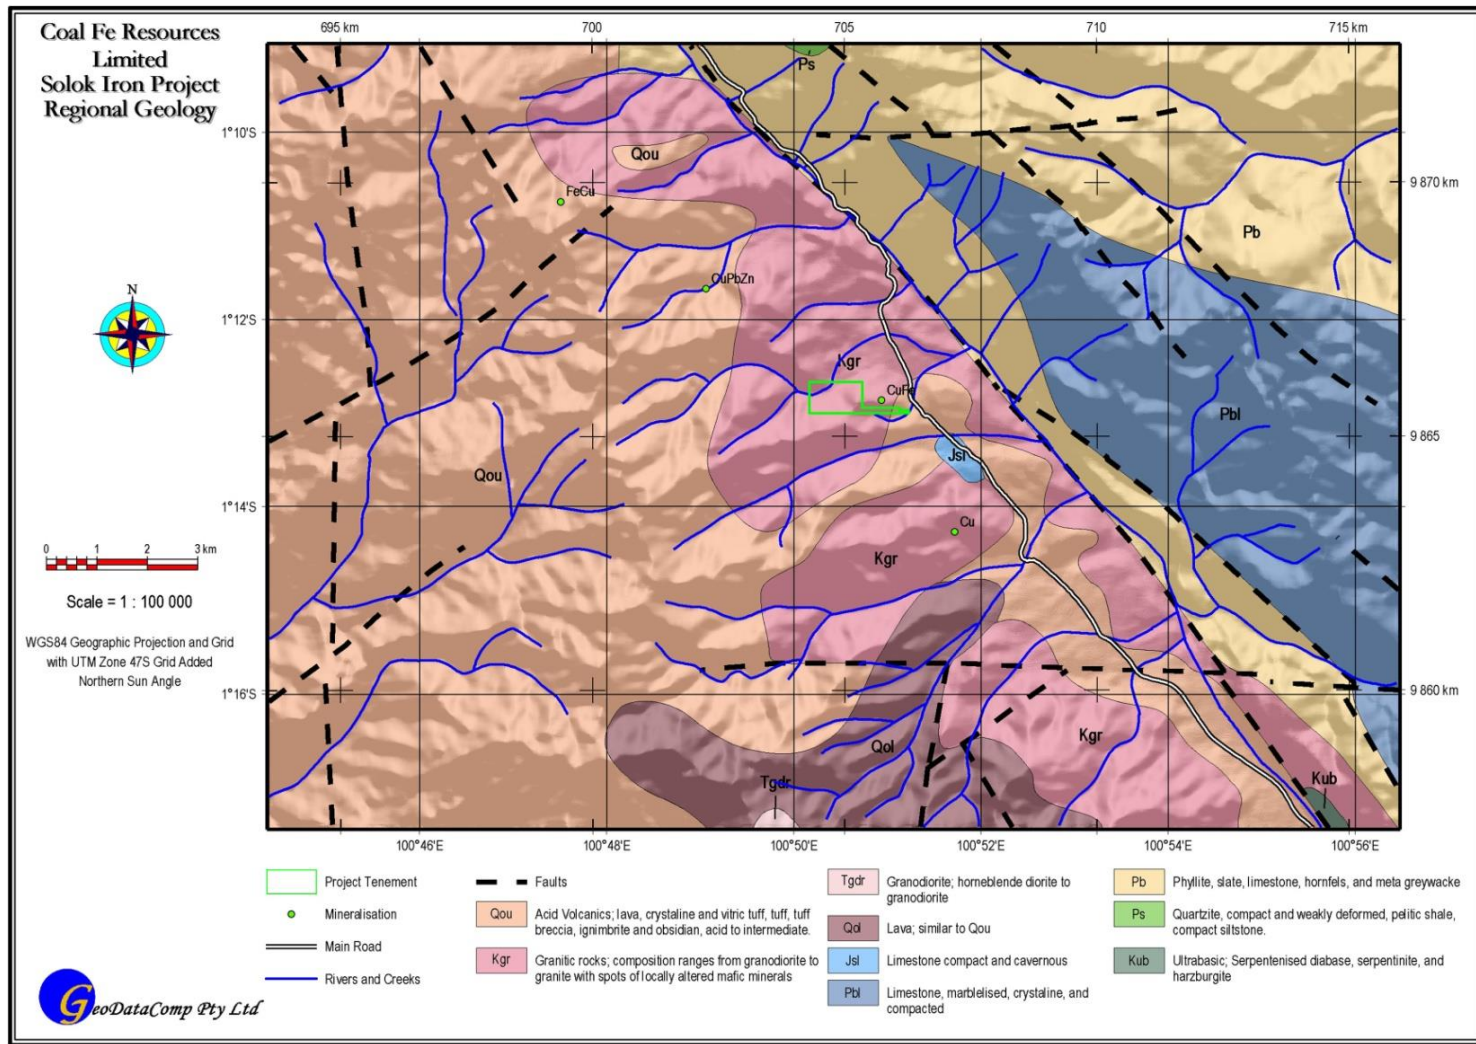 Coal Fe Resources
Limited
Solok Iron Project
Regional Geology
695 km
700
705
710
715 km
1°10'S
1°12'S
1°14'S
1°16'S
9 870 km
9 865 km
9 860 km
100°46'E
100°48'E
100°50'E
100°52'E
100°54'E
100°56'E
Ps
Qou
FeCu
Pb
CuPbZn
Kgr
CuFe
Pbl
Jsl
Qou
Cu
Kgr
Qol
Kgr
Tgdr
Kub
N
0 1 2 3 km
Scale = 1 : 100 000
WGS84 Geographic Projection and Grid
with UTM Zone 47S Grid Added
Northern Sun Angle
Project Tenement
Mineralisation
Main Road
Rivers and Creeks
Faults
Qou Acid Volcanics; lava, crystaline and vitric tuff, tuff, tuff
breccia, ignimbrite and obsidian, acid to intermediate.
Kgr Granitic rocks; composition ranges from granodiorite to
granite with spots of locally altered mafic minerals
Tgdr Granodiorite; horneblende diorite to
granodiorite
Qol Lava; similar to Qou
Jsl Limestone compact and cavernous
Pbl Limestone, marblelised, crystaline, and
compacted
Pb Phyllite, slate, limestone, hornfels, and meta greywacke
Ps Quartzite, compact and weakly deformed, pelitic shale,
compact siltstone.
Kub Ultrabasic; Serpentenised diabase, serpentinite, and
harzburgite
GeoDataComp Pty Ltd